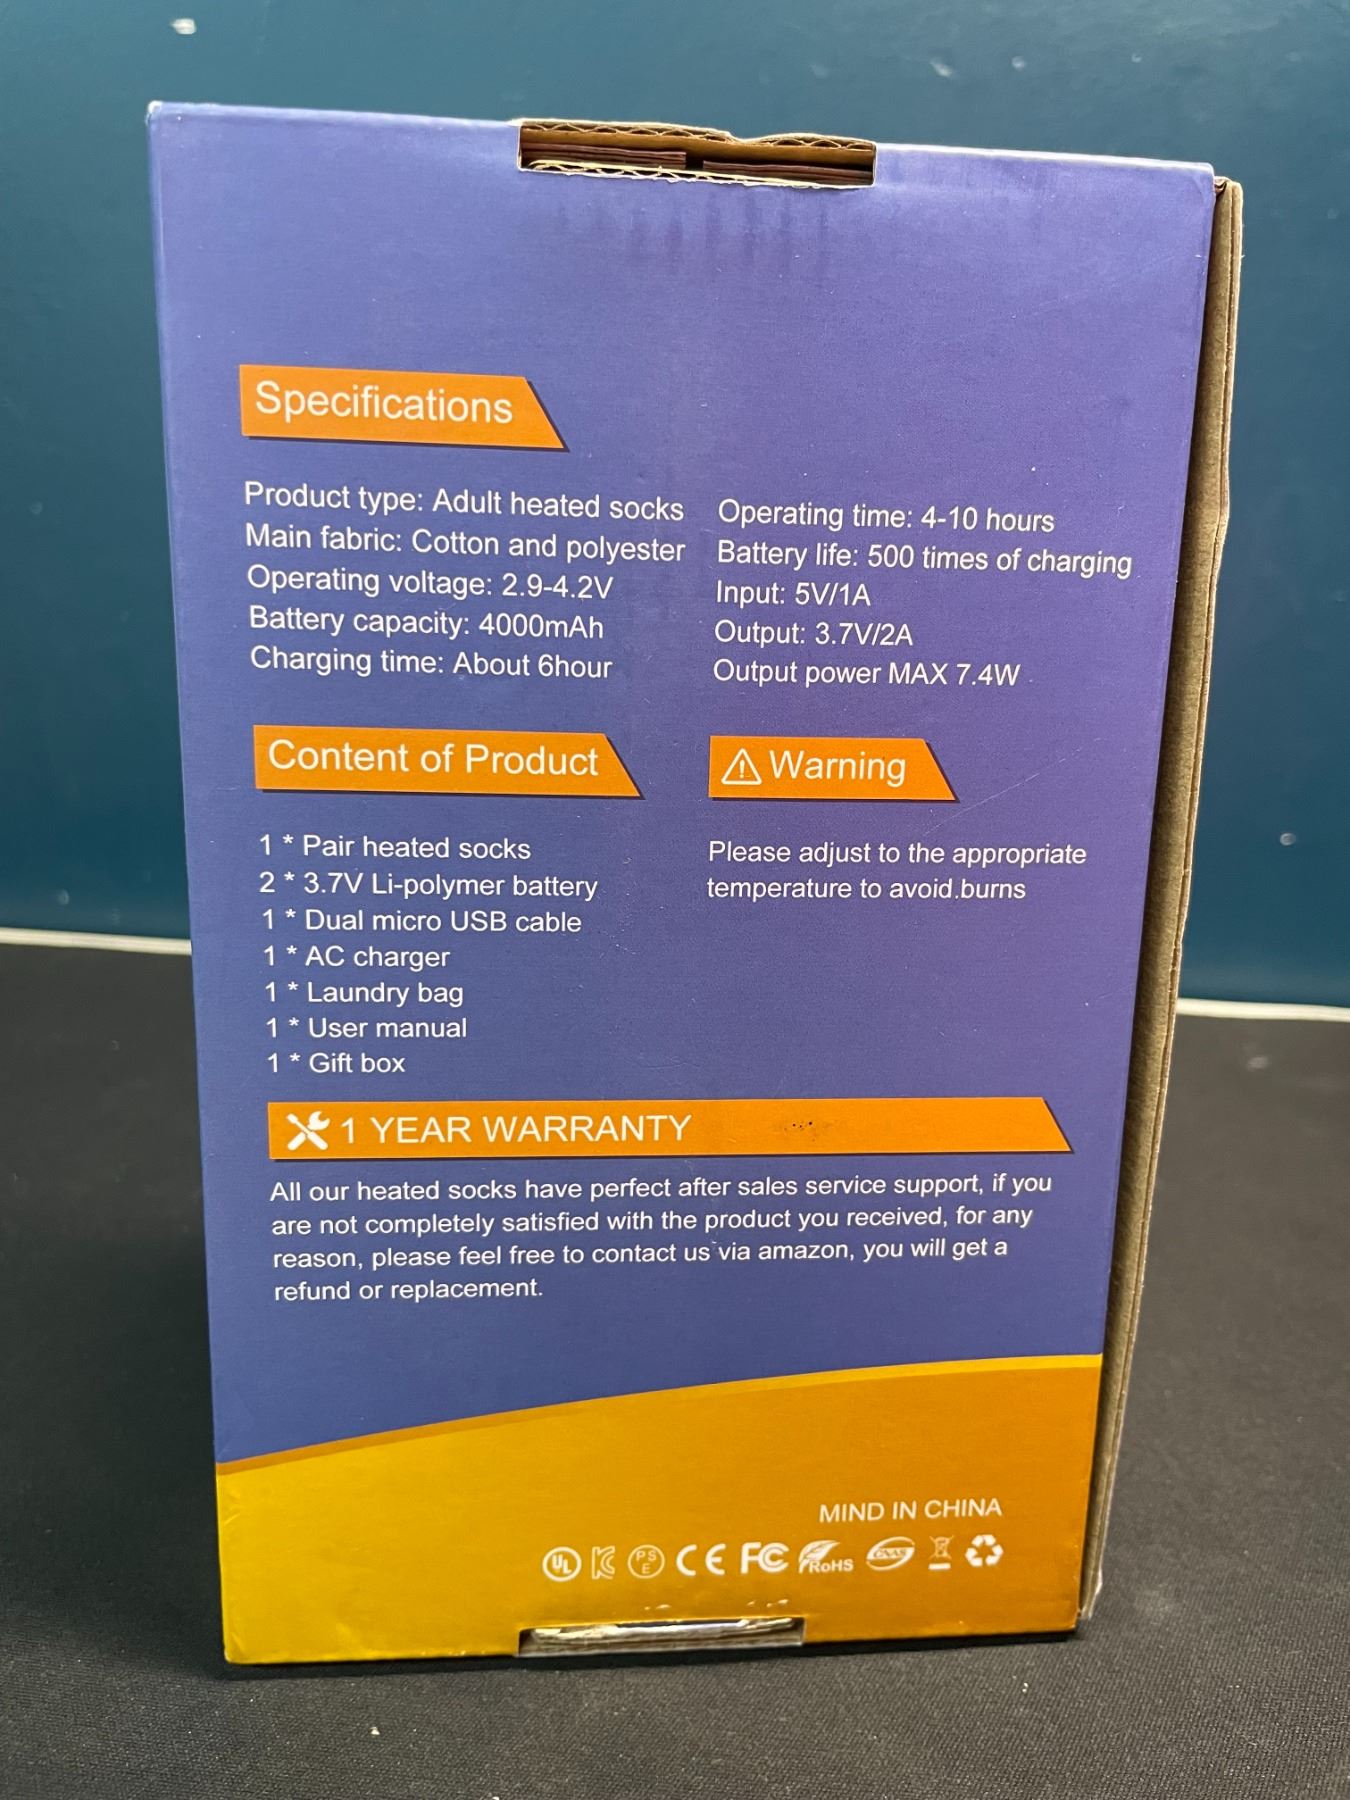 Specifications
Product type: Adult heated socks
Main fabric: Cotton and polyester
Operating voltage: 2.9-4.2V
Battery capacity: 4000mAh
Charging time: About 6hour
Operating time: 4-10 hours
Battery life: 500 times of charging
Input: 5V/1A
Output: 3.7V/2A
Output power MAX 7.4W
Content of Product
1 * Pair heated socks
2 * 3.7V Li-polymer battery
1 * Dual micro USB cable
1 * AC charger
1 * Laundry bag
1 * User manual
1 * Gift box
Warning
Please adjust to the appropriate
temperature to avoid.burns
1 YEAR WARRANTY
All our heated socks have perfect after sales service support, if you
are not completely satisfied with the product you received, for any
reason, please feel free to contact us via amazon, you will get a
refund or replacement.
MIND IN CHINA
UL PSE CE FC RoHS CNAS